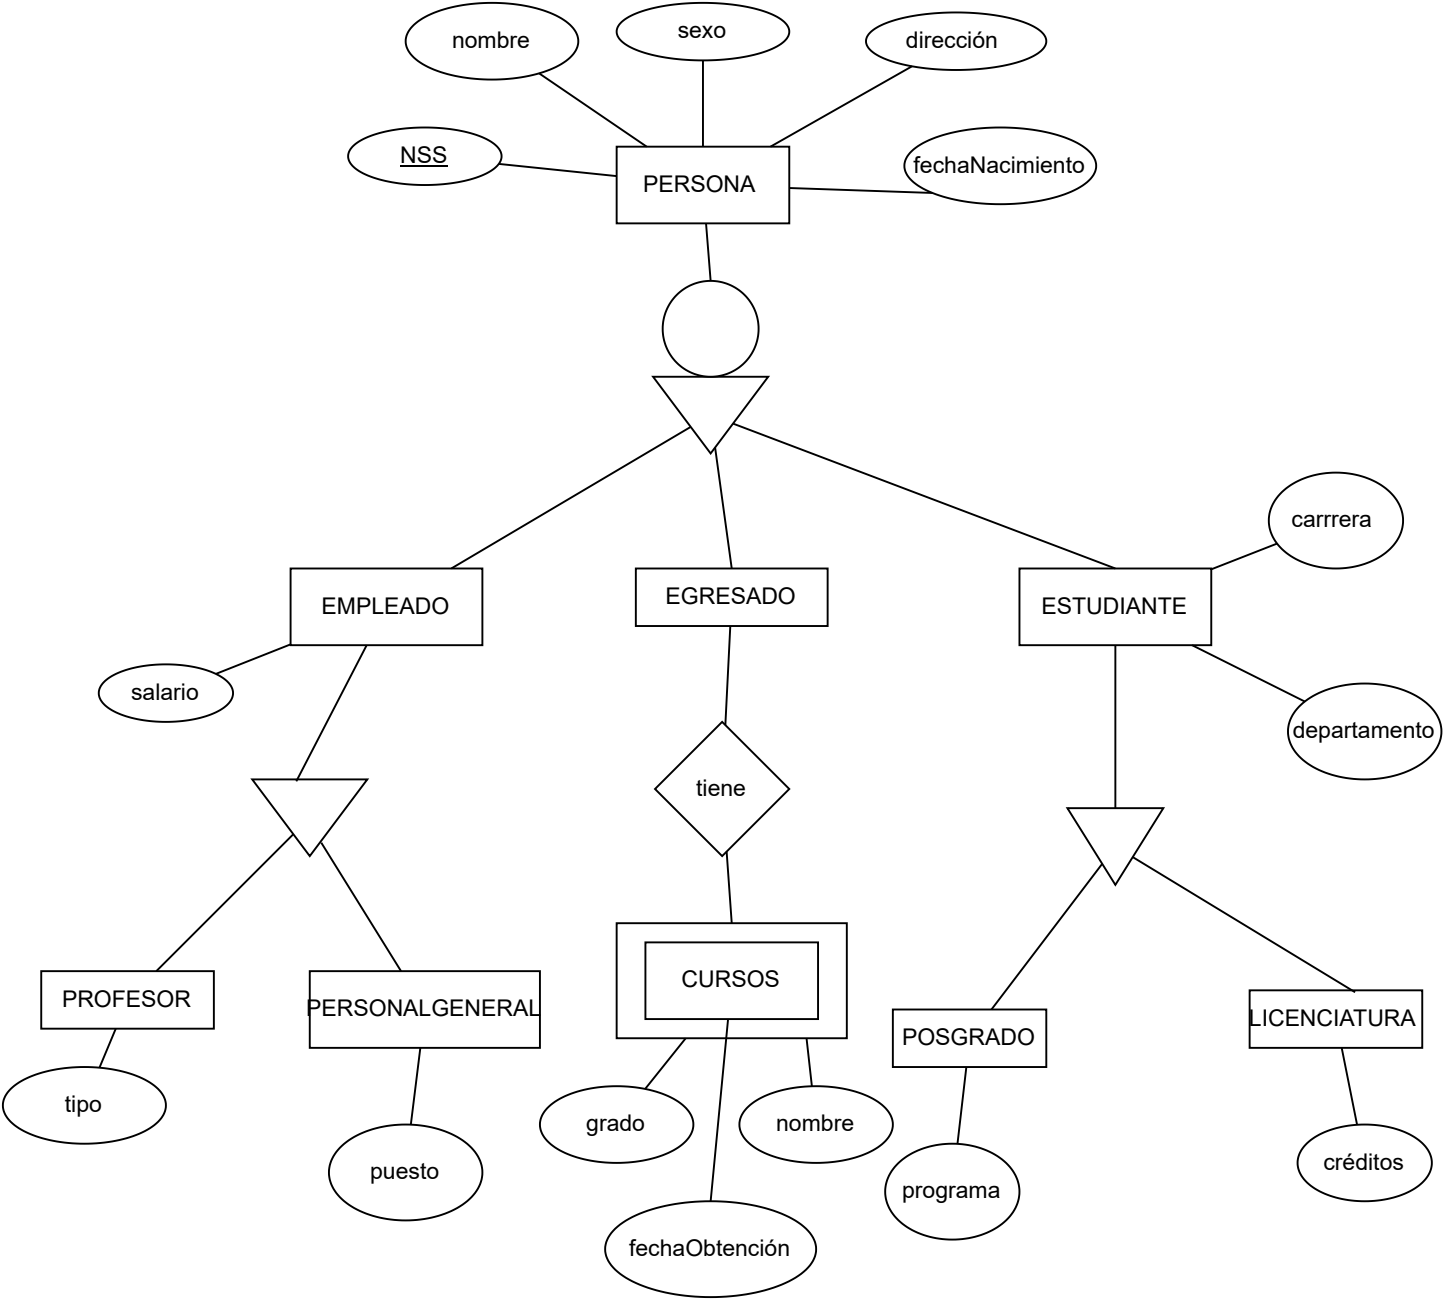 nombre
sexo
dirección
NSS
PERSONA
fechaNacimiento
carrrera
EMPLEADO
EGRESADO
ESTUDIANTE
salario
departamento
tiene
PROFESOR
PERSONALGENERAL
CURSOS
POSGRADO
LICENCIATURA
tipo
grado
nombre
puesto
programa
créditos
fechaObtención